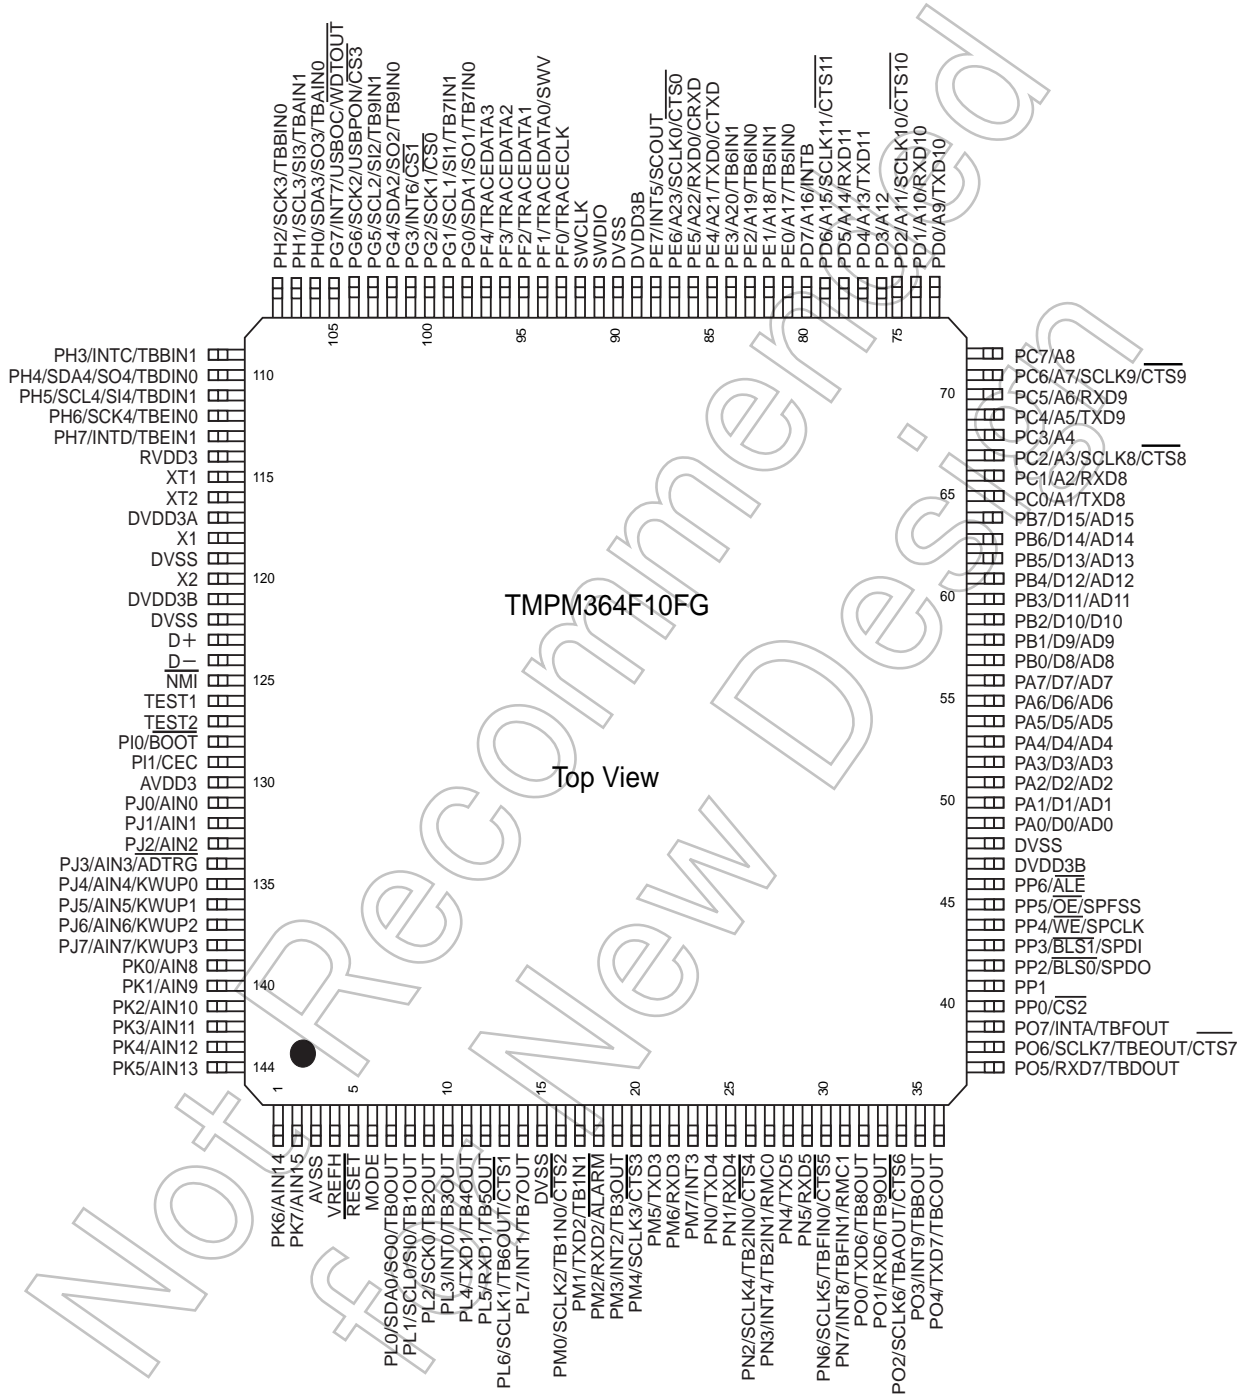 PH2/SCK3/TBBIN0
PH1/SCL3/SI3/TBAIN1
PH0/SDA3/SO3/TBAIN0
PG7/INT7/USBOC/WDTOUT
PG6/SCK2/USBPON/CS3
PG5/SCL2/SI2/TB9IN1
PG4/SDA2/SO2/TB9IN0
PG3/INT6/CS1
PG2/SCK1/CS0
PG1/SCL1/SI1/TB7IN1
PG0/SDA1/SO1/TB7IN0
PF4/TRACEDATA3
PF3/TRACEDATA2
PF2/TRACEDATA1
PF1/TRACEDATA0/SWV
PF0/TRACECLK
SWCLK
SWDIO
DVSS
DVDD3B
PE7/INT5/SCOUT
PE6/A23/SCLK0/CTS0
PE5/A22/RXD0/CRXD
PE4/A21/TXD0/CTXD
PE3/A20/TB6IN1
PE2/A19/TB6IN0
PE1/A18/TB5IN1
PE0/A17/TB5IN0
PD7/A16/INTB
PD6/A15/SCLK11/CTS11
PD5/A14/RXD11
PD4/A13/TXD11
PD3/A12
PD2/A11/SCLK10/CTS10
PD1/A10/RXD10
PD0/A9/TXD10
105
100
95
90
85
80
75
PH3/INTC/TBBIN1
PH4/SDA4/SO4/TBDIN0
PH5/SCL4/SI4/TBDIN1
PH6/SCK4/TBEIN0
PH7/INTD/TBEIN1
RVDD3
XT1
XT2
DVDD3A
X1
DVSS
X2
DVDD3B
DVSS
D+
D−
NMI
TEST1
TEST2
PI0/BOOT
PI1/CEC
AVDD3
PJ0/AIN0
PJ1/AIN1
PJ2/AIN2
PJ3/AIN3/ADTRG
PJ4/AIN4/KWUP0
PJ5/AIN5/KWUP1
PJ6/AIN6/KWUP2
PJ7/AIN7/KWUP3
PK0/AIN8
PK1/AIN9
PK2/AIN10
PK3/AIN11
PK4/AIN12
PK5/AIN13
110
115
120
125
130
135
140
144
TMPM364F10FG
Top View
70
65
60
55
50
45
40
PC7/A8
PC6/A7/SCLK9/CTS9
PC5/A6/RXD9
PC4/A5/TXD9
PC3/A4
PC2/A3/SCLK8/CTS8
PC1/A2/RXD8
PC0/A1/TXD8
PB7/D15/AD15
PB6/D14/AD14
PB5/D13/AD13
PB4/D12/AD12
PB3/D11/AD11
PB2/D10/D10
PB1/D9/AD9
PB0/D8/AD8
PA7/D7/AD7
PA6/D6/AD6
PA5/D5/AD5
PA4/D4/AD4
PA3/D3/AD3
PA2/D2/AD2
PA1/D1/AD1
PA0/D0/AD0
DVSS
DVDD3B
PP6/ALE
PP5/OE/SPFSS
PP4/WE/SPCLK
PP3/BLS1/SPDI
PP2/BLS0/SPDO
PP1
PP0/CS2
PO7/INTA/TBFOUT
PO6/SCLK7/TBEOUT/CTS7
PO5/RXD7/TBDOUT
1
5
10
15
20
25
30
35
PK6/AIN14
PK7/AIN15
AVSS
VREFH
RESET
MODE
PL0/SDA0/SO0/TB0OUT
PL1/SCL0/SI0/TB1OUT
PL2/SCK0/TB2OUT
PL3/INT0/TB3OUT
PL4/TXD1/TB4OUT
PL5/RXD1/TB5OUT
PL6/SCLK1/TB6OUT/CTS1
PL7/INT1/TB7OUT
DVSS
PM0/SCLK2/TB1IN0/CTS2
PM1/TXD2/TB1IN1
PM2/RXD2/ALARM
PM3/INT2/TB3OUT
PM4/SCLK3/CTS3
PM5/TXD3
PM6/RXD3
PM7/INT3
PN0/TXD4
PN1/RXD4
PN2/SCLK4/TB2IN0/CTS4
PN3/INT4/TB2IN1/RMC0
PN4/TXD5
PN5/RXD5
PN6/SCLK5/TBFIN0/CTS5
PN7/INT8/TBFIN1/RMC1
PO0/TXD6/TB8OUT
PO1/RXD6/TB9OUT
PO2/SCLK6/TBAOUT/CTS6
PO3/INT9/TBBOUT
PO4/TXD7/TBCOUT
Not Recommended
for New Design